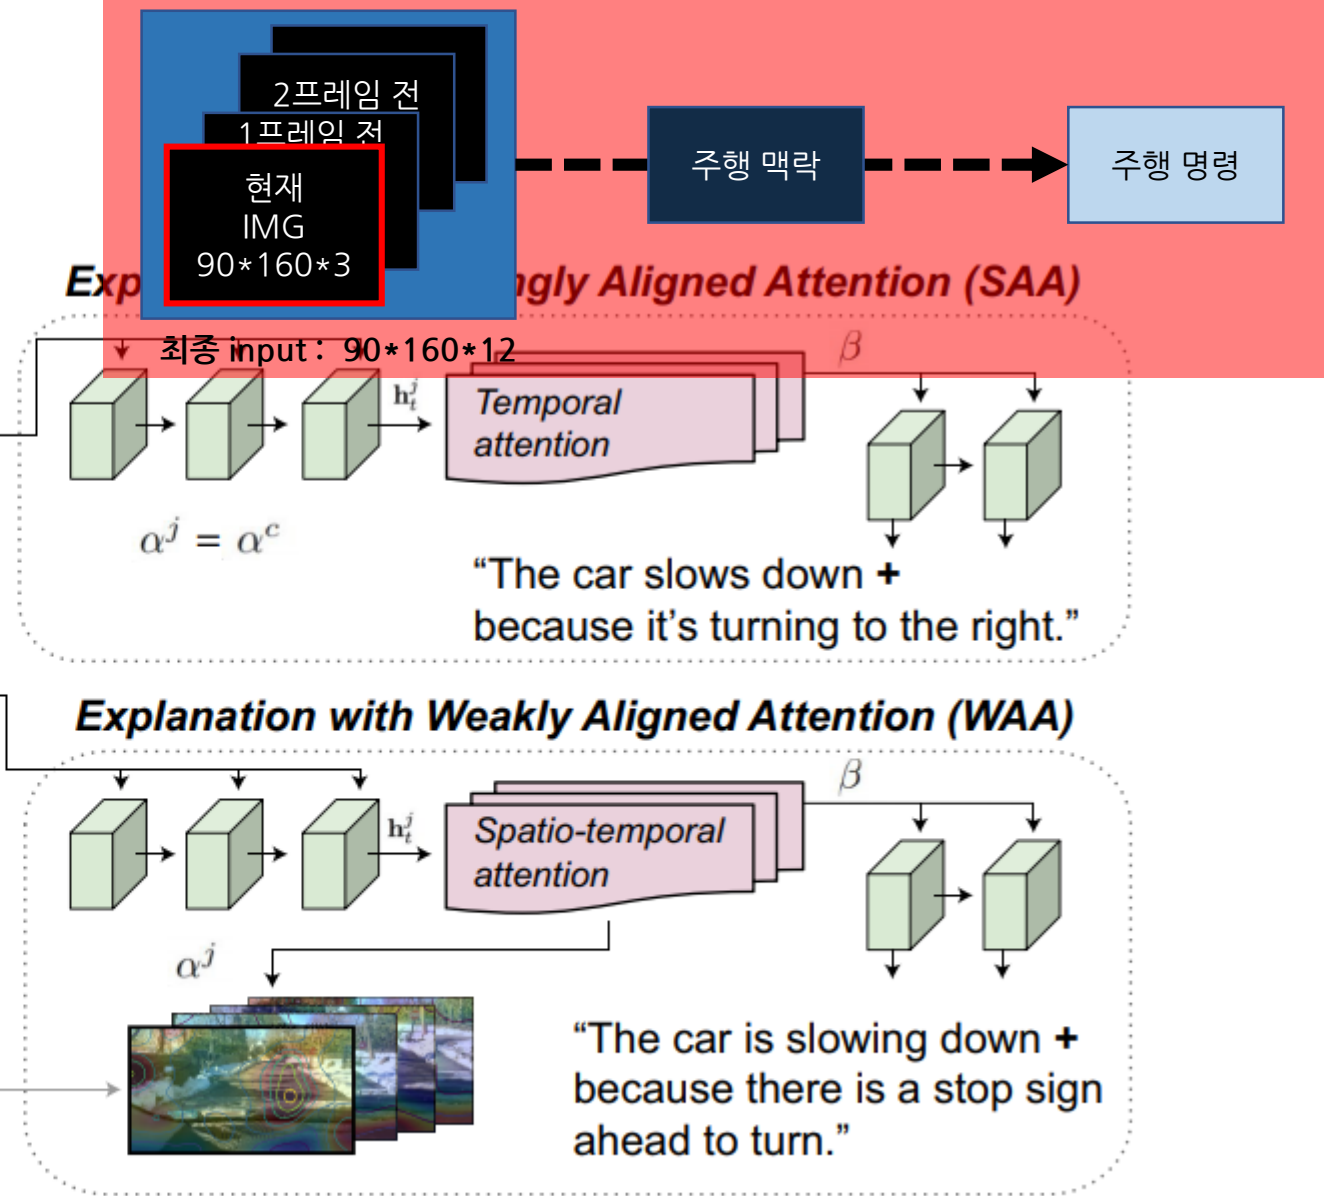 2프레임 전
1프레임 전
현재
IMG
90*160*3
주행 맥락
주행 명령
Exp ngly Aligned Attention (SAA)
최종 input : 90*160*12
β
h_t^j
Temporal
attention
α^j = α^c
“The car slows down +
because it’s turning to the right.”
Explanation with Weakly Aligned Attention (WAA)
β
h_t^j
Spatio-temporal
attention
α^j
“The car is slowing down +
because there is a stop sign
ahead to turn.”